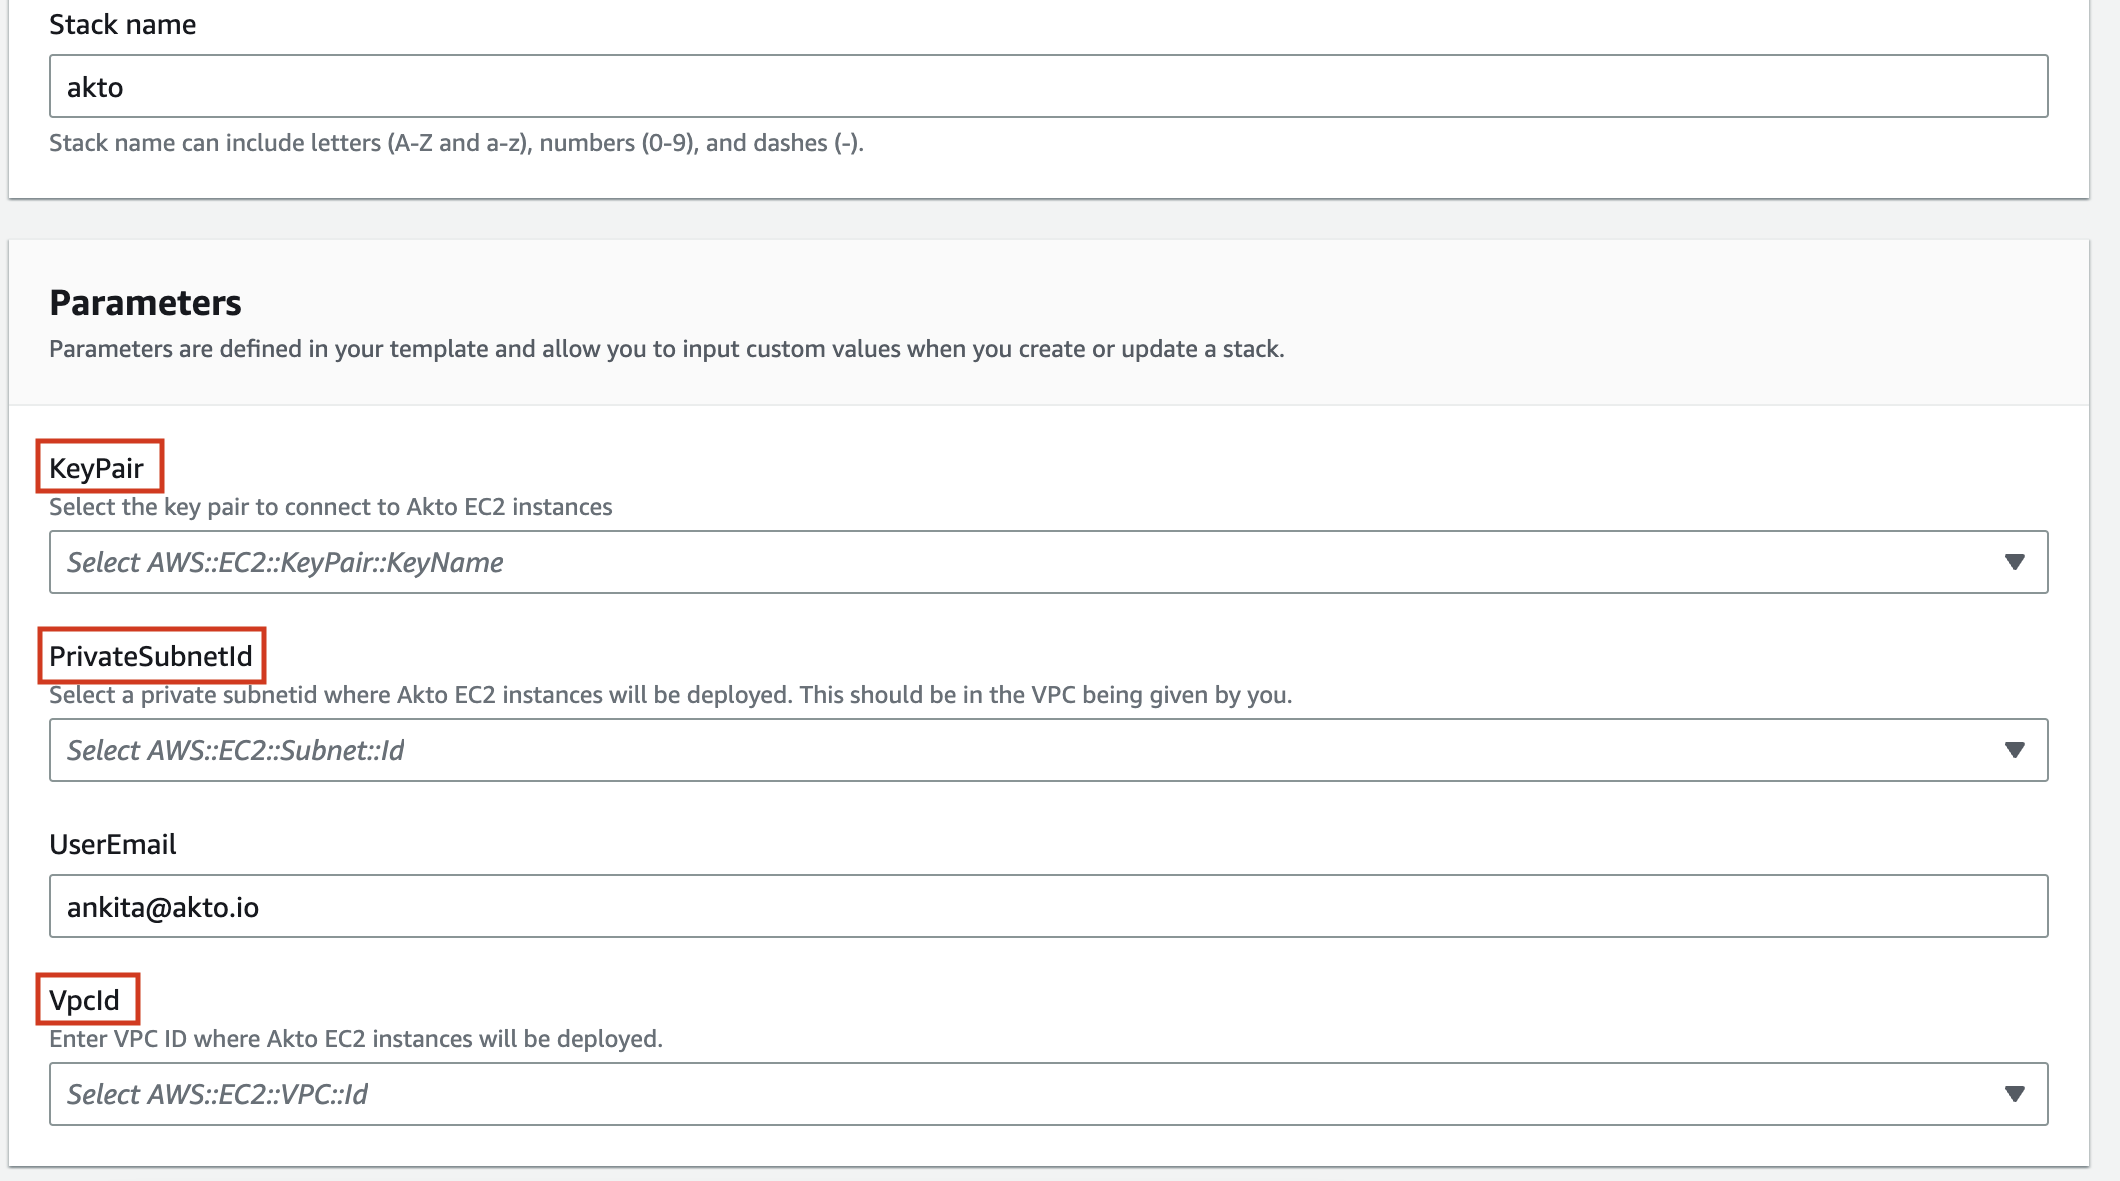 Stack name
akto
Stack name can include letters (A-Z and a-z), numbers (0-9), and dashes (-).
Parameters
Parameters are defined in your template and allow you to input custom values when you create or update a stack.
KeyPair
Select the key pair to connect to Akto EC2 instances
Select AWS::EC2::KeyPair::KeyName
PrivateSubnetId
Select a private subnetid where Akto EC2 instances will be deployed. This should be in the VPC being given by you.
Select AWS::EC2::Subnet::Id
UserEmail
ankita@akto.io
VpcId
Enter VPC ID where Akto EC2 instances will be deployed.
Select AWS::EC2::VPC::Id